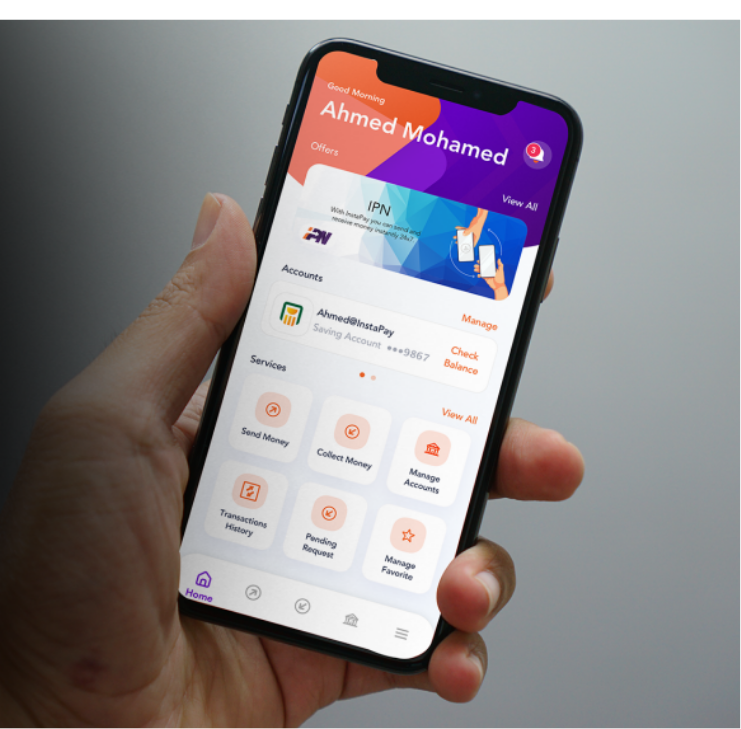 Good Morning
Ahmed Mohamed
3
Offers
View All
IPN
With InstaPay you can send and
receive money instantly 24x7
IPN
Accounts
Manage
Ahmed@InstaPay
Saving Account •••9867
Check
Balance
Services
View All
Send Money
Collect Money
Manage
Accounts
Transactions
History
Pending
Request
Manage
Favorite
Home